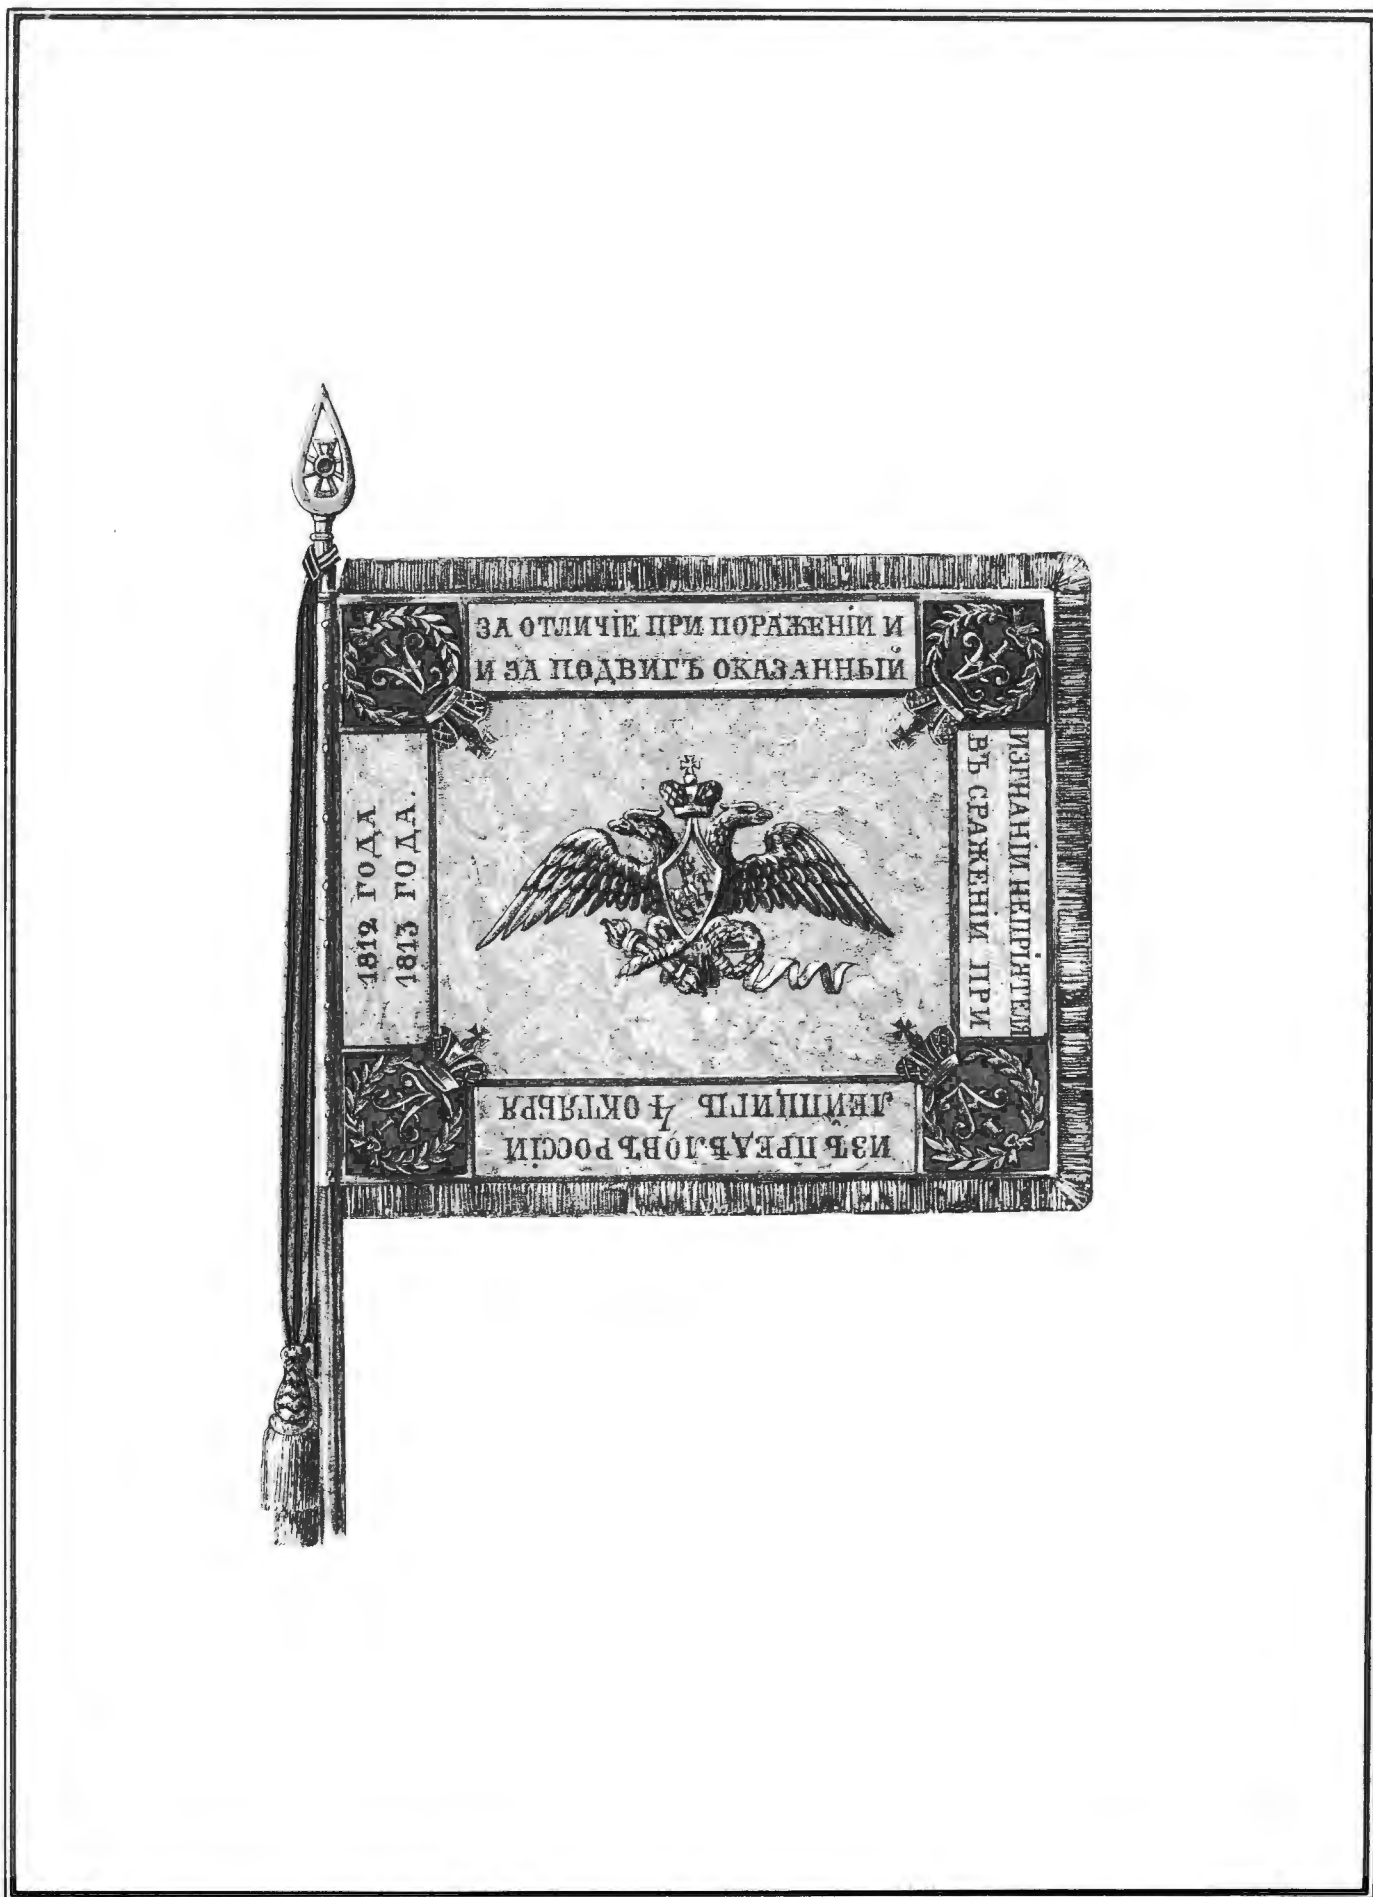 ЗА ОТЛИЧІЕ ПРИ ПОРАЖЕНІИ И
И ЗА ПОДВИГЪ ОКАЗАННЫЙ
ИЗГНАНІИ НЕПРІЯТЕЛЯ
ВЪ СРАЖЕНІИ ПРИ
ИЗЪ ПРЕДѢЛОВЪ РОССІИ
ЛЕЙПЦИГЪ 4 ОКТЯБРЯ
1812 ГОДА
1813 ГОДА.